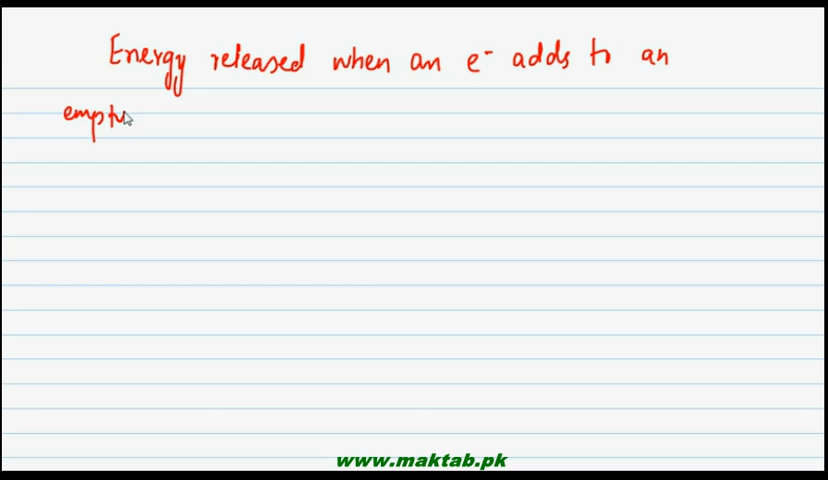 Energy released when an e⁻ adds to an
empty
www.maktab.pk